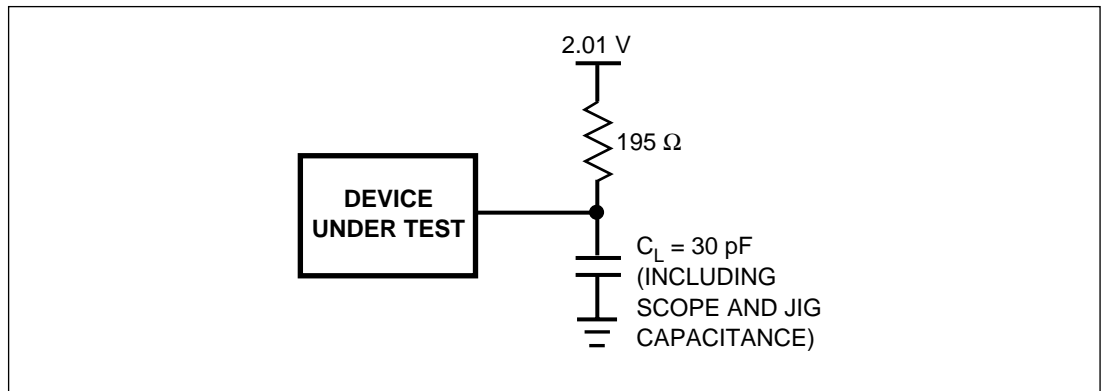 2.01 V
195 Ω
DEVICE
UNDER TEST
C_L = 30 pF
(INCLUDING
SCOPE AND JIG
CAPACITANCE)